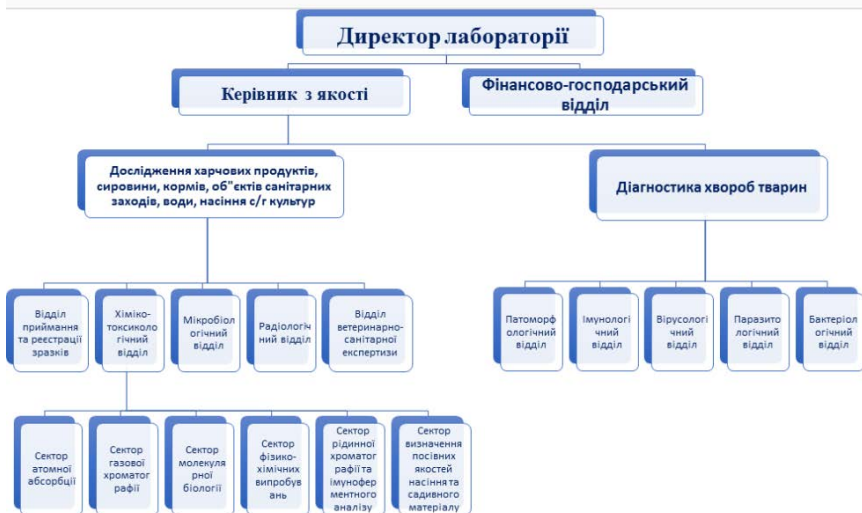 Директор лабораторії
Керівник з якості
Фінансово-господарський
відділ
Дослідження харчових продуктів,
сировини, кормів, об"єктів санітарних
заходів, води, насіння с/г культур
Діагностика хвороб тварин
Відділ
приймання
та реєстрації
зразків
Хіміко-
токсиколо
гічний
відділ
Мікробіол
огічний
відділ
Радіологіч
ний відділ
Відділ
ветеринарно-
санітарної
експертизи
Патоморф
ологічний
відділ
Імунологі
чний
відділ
Вірусологі
чний
відділ
Паразито
логічний
відділ
Бактеріол
огічний
відділ
Сектор
атомної
абсорбції
Сектор
газової
хроматог
рафії
Сектор
молекуля
рної
біології
Сектор
фізико-
хімічних
випробув
ань
Сектор
рідинної
хроматог
рафії та
імунофер
ментного
аналізу
Сектор
визначення
посівних
якостей
насіння та
садивного
матеріалу